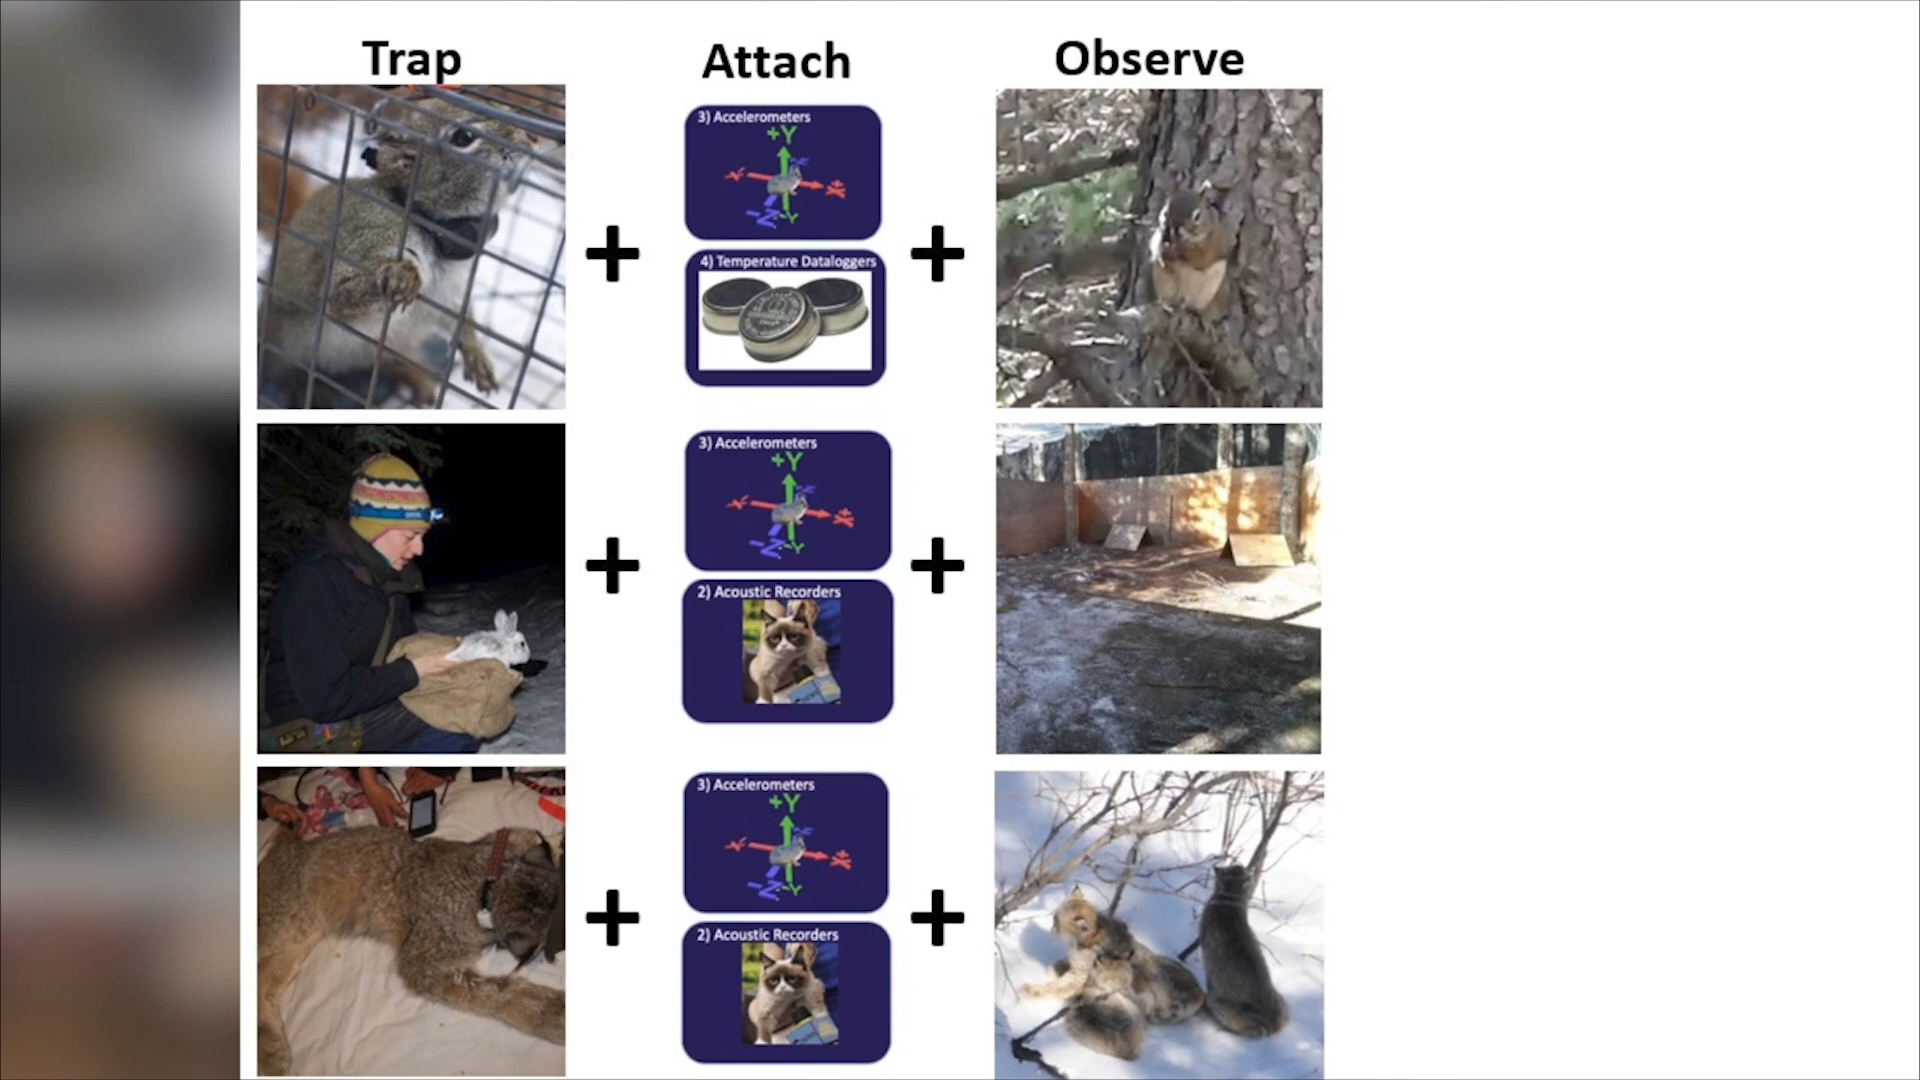 Trap
Attach
Observe
3) Accelerometers
+Y
-X
+X
-Z
-Y
4) Temperature Dataloggers
3) Accelerometers
+Y
-X
+X
-Z
-Y
2) Acoustic Recorders
3) Accelerometers
+Y
-X
+X
-Z
-Y
2) Acoustic Recorders